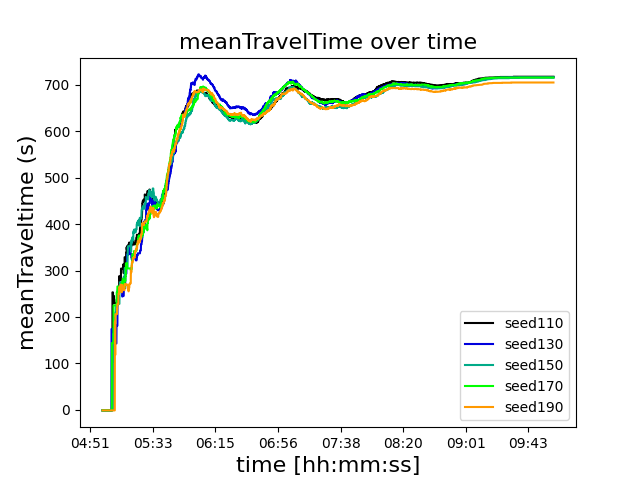 meanTravelTime over time
meanTraveltime (s)
700
600
500
400
300
200
100
0
seed110
seed130
seed150
seed170
seed190
04:51 05:33 06:15 06:56 07:38 08:20 09:01 09:43
time [hh:mm:ss]